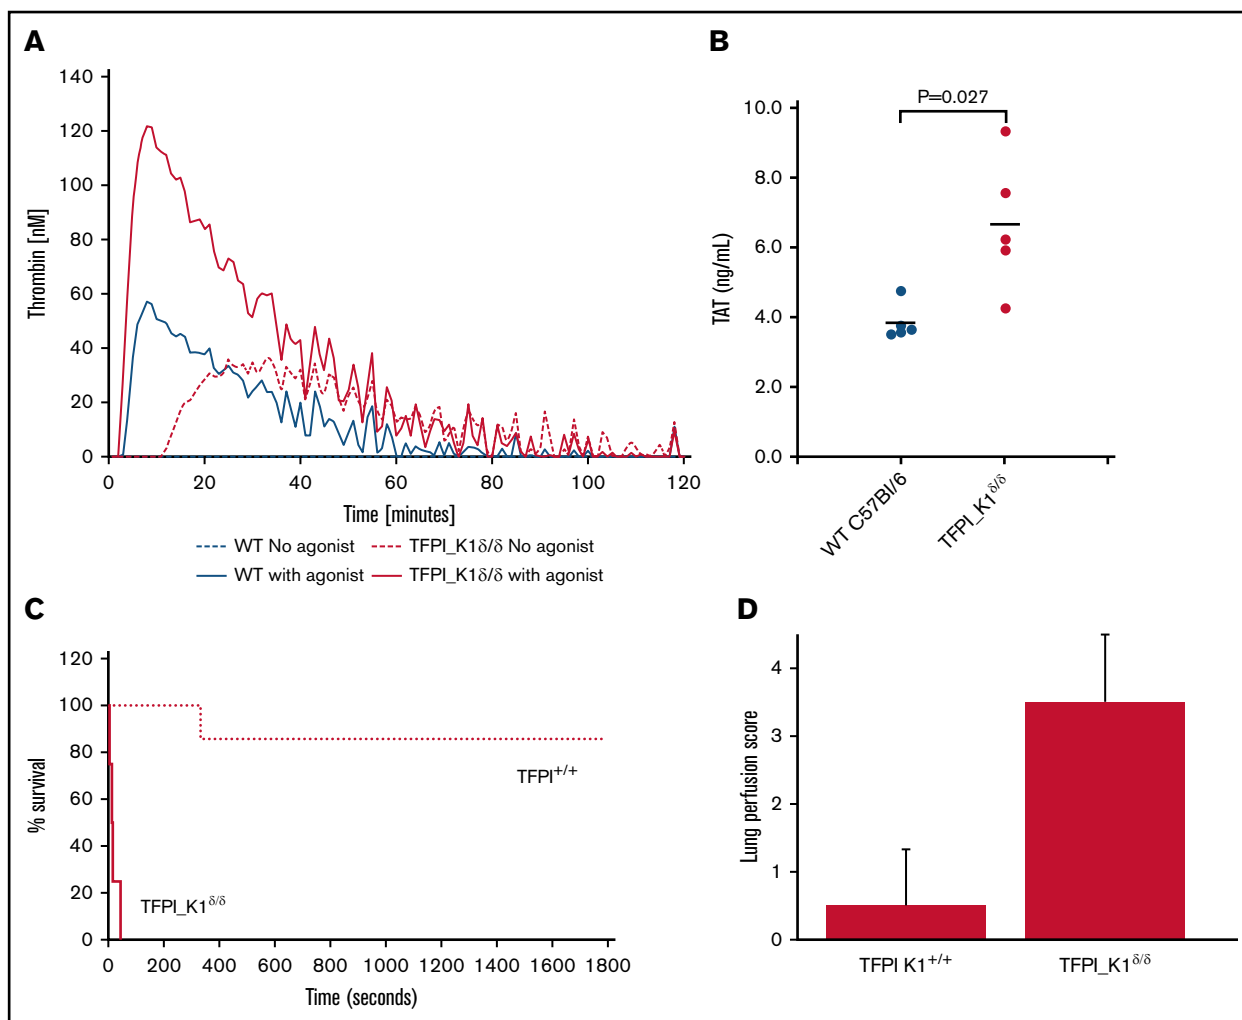 A
140
120
100
80
60
40
20
0
Thrombin [nM]
0 20 40 60 80 100 120
Time [minutes]
WT No agonist TFPI_K1δ/δ No agonist
WT with agonist TFPI_K1δ/δ with agonist
B
P=0.027
10.0
8.0
6.0
4.0
2.0
0.0
TAT (ng/mL)
WT C57Bl/6
TFPI_K1δ/δ
C
120
100
80
60
40
20
0
% survival
TFPI+/+
TFPI_K1δ/δ
0 200 400 600 800 1000 1200 1400 1600 1800
Time (seconds)
D
4
3
2
1
0
Lung perfusion score
TFPI K1+/+ TFPI_K1δ/δ